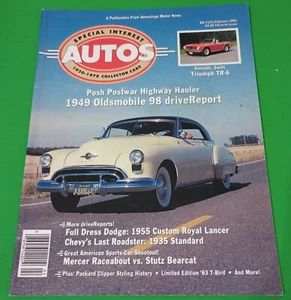 A Publication From Hemmings Motor News
SPECIAL INTEREST
AUTOS
1920-1970 COLLECTOR CARS
Smooth, Swift
Triumph TR-6
Posh Postwar Highway Hauler
1949 Oldsmobile 98 driveReport
More driveReports!
Full Dress Dodge: 1955 Custom Royal Lancer
Chevy's Last Roadster: 1935 Standard
Great American Sports-Car Shootout!
Mercer Raceabout vs. Stutz Bearcat
Plus: Packard Clipper Styling History • Limited Edition '63 T-Bird • And More!